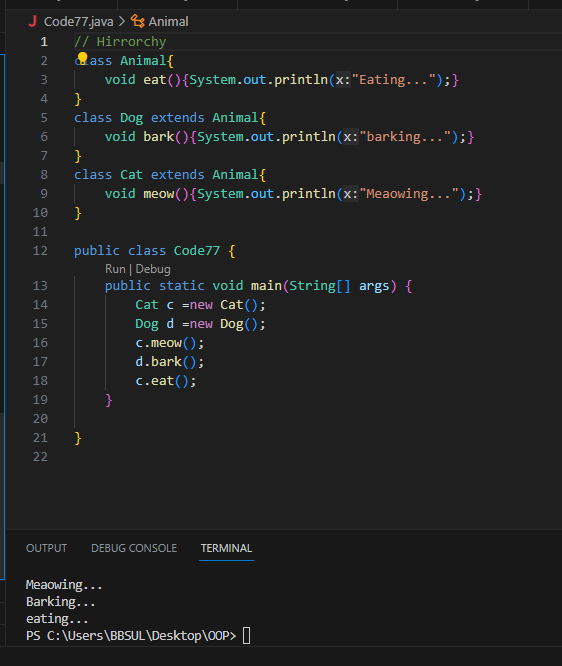 Code77.java > Animal
1 // Hirrorchy
2 class Animal{
3 void eat(){System.out.println(x:"Eating...");}
4 }
5 class Dog extends Animal{
6 void bark(){System.out.println(x:"barking...");}
7 }
8 class Cat extends Animal{
9 void meow(){System.out.println(x:"Meaowing...");}
10 }
11
12 public class Code77 {
Run | Debug
13 public static void main(String[] args) {
14 Cat c =new Cat();
15 Dog d =new Dog();
16 c.meow();
17 d.bark();
18 c.eat();
19 }
20
21 }
22
OUTPUT DEBUG CONSOLE TERMINAL
Meaowing...
Barking...
eating...
PS C:\Users\BBSUL\Desktop\OOP>